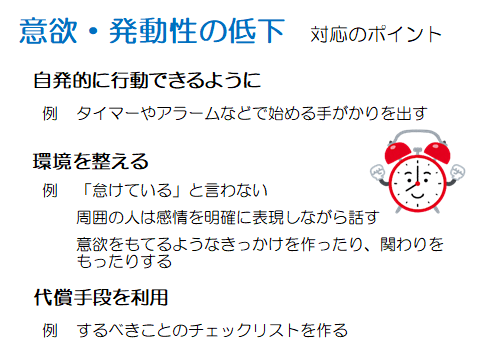 意欲・発動性の低下 対応のポイント
自発的に行動できるように
例 タイマーやアラームなどで始める手がかりを出す
環境を整える
例 「怠けている」と言わない
周囲の人は感情を明確に表現しながら話す
意欲をもてるようなきっかけを作ったり、関わりを
もったりする
代償手段を利用
例 するべきことのチェックリストを作る